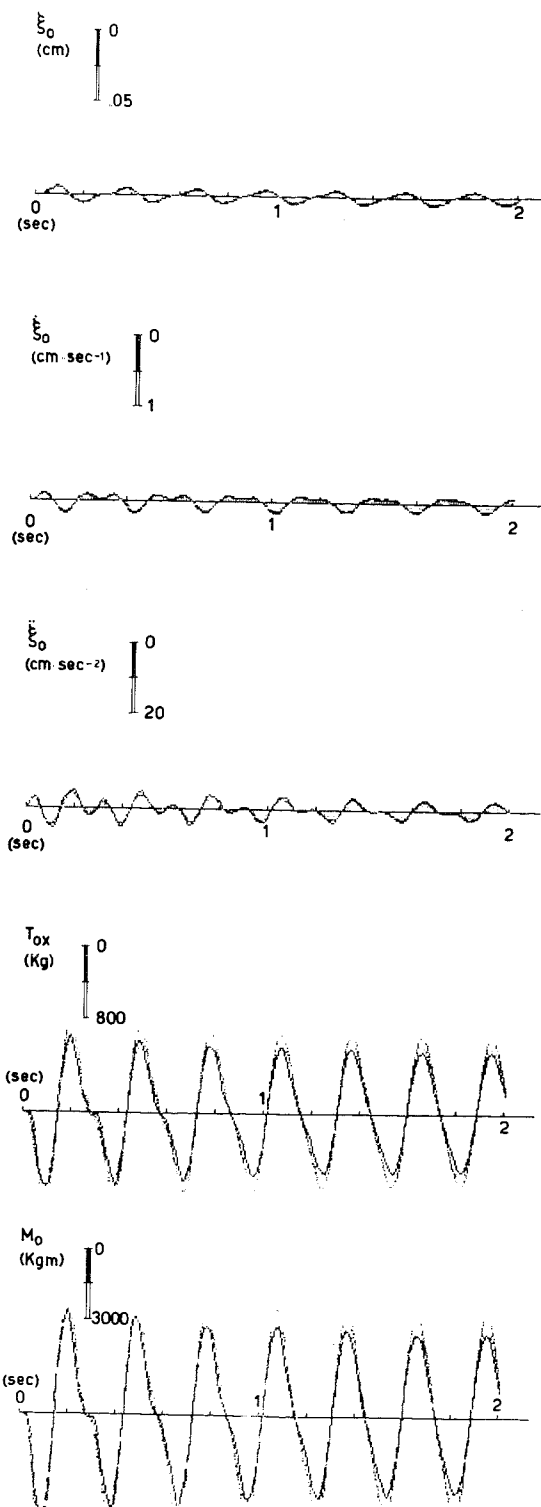 ξ₀ 0
(cm)
.05
0 1 2
(sec)
ξ̇₀ 0
(cm·sec⁻¹)
1
0 1 2
(sec)
ξ̈₀ 0
(cm·sec⁻²)
20
0 1 2
(sec)
Tₒₓ 0
(Kg)
800
(sec)
0 1 2
M₀ 0
(Kgm)
3000
(sec)
0 1 2